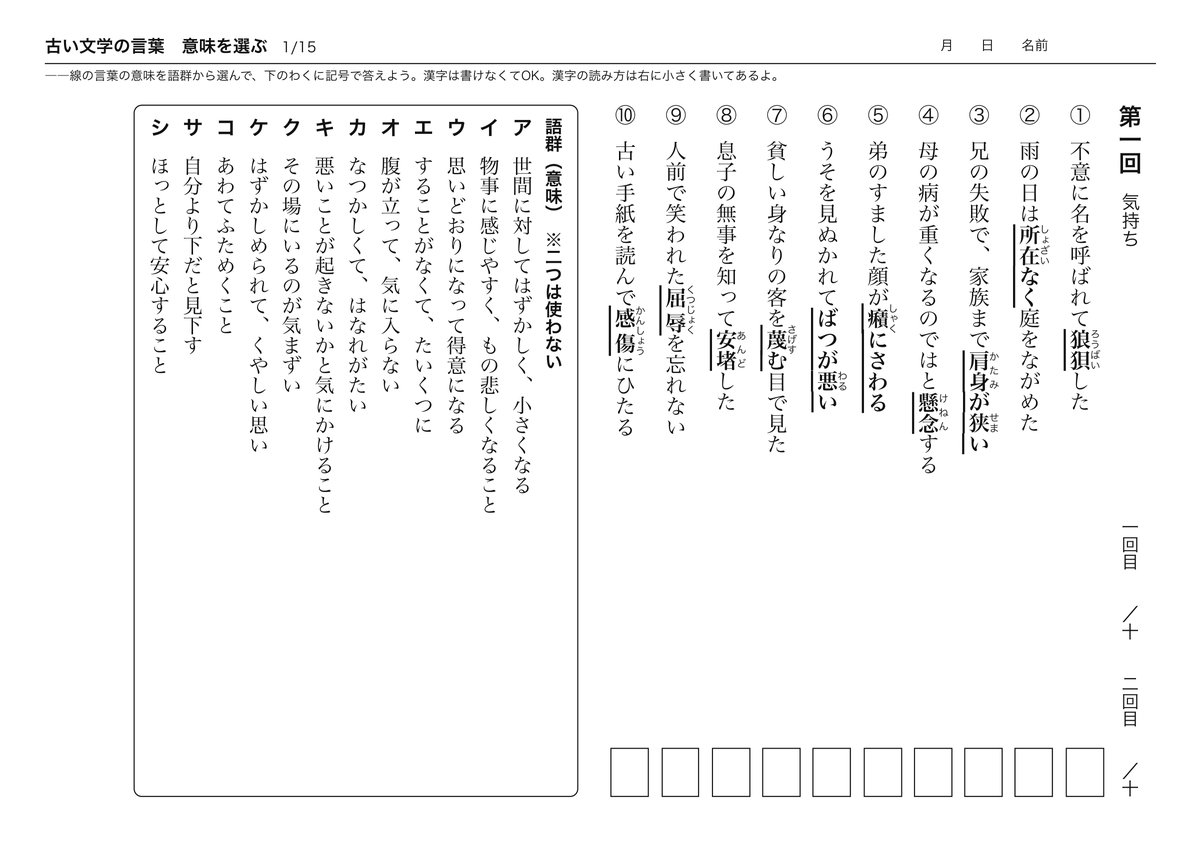 古い文学の言葉　意味を選ぶ　1/15
月　日　名前
――線の言葉の意味を語群から選んで、下のわくに記号で答えよう。漢字は書けなくてOK。漢字の読み方は右に小さく書いてあるよ。
第一回　気持ち　一回目　／十　二回目　／十
① 不意に名を呼ばれて狼狽した
ろうばい
② 雨の日は所在なく庭をながめた
しょざい
③ 兄の失敗で、家族まで肩身が狭い
かたみ　せま
④ 母の病が重くなるのではと懸念する
けねん
⑤ 弟のすました顔が癪にさわる
しゃく
⑥ うそを見ぬかれてばつが悪い
わる
⑦ 貧しい身なりの客を蔑む目で見た
さげす
⑧ 息子の無事を知って安堵した
あんど
⑨ 人前で笑われた屈辱を忘れない
くつじょく
⑩ 古い手紙を読んで感傷にひたる
かんしょう
語群（意味）　※二つは使わない
ア　世間に対してはずかしく、小さくなる
イ　物事に感じやすく、もの悲しくなること
ウ　思いどおりになって得意になる
エ　することがなくて、たいくつに
オ　腹が立って、気に入らない
カ　なつかしくて、はなれがたい
キ　悪いことが起きないかと気にかけること
ク　その場にいるのが気まずい
ケ　はずかしめられて、くやしい思い
コ　あわてふためくこと
サ　自分より下だと見下す
シ　ほっとして安心すること